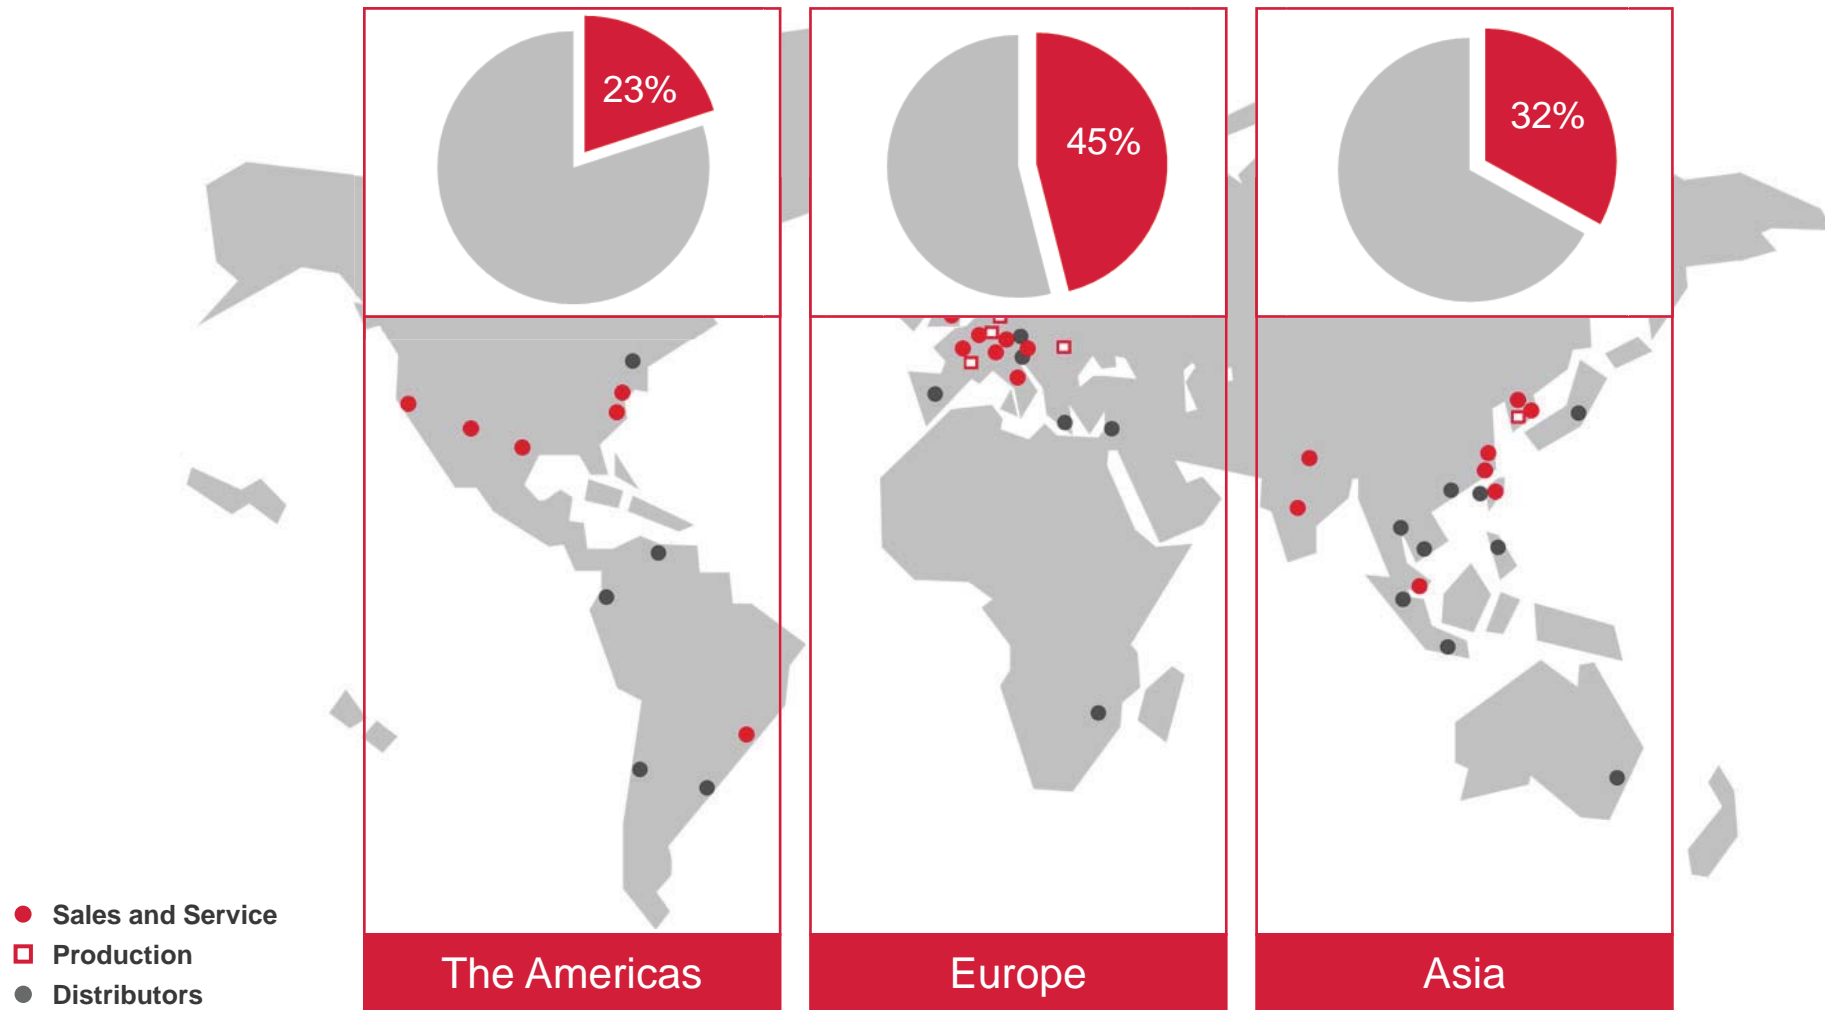 23%
45%
32%
Sales and Service
Production
Distributors
The Americas
Europe
Asia